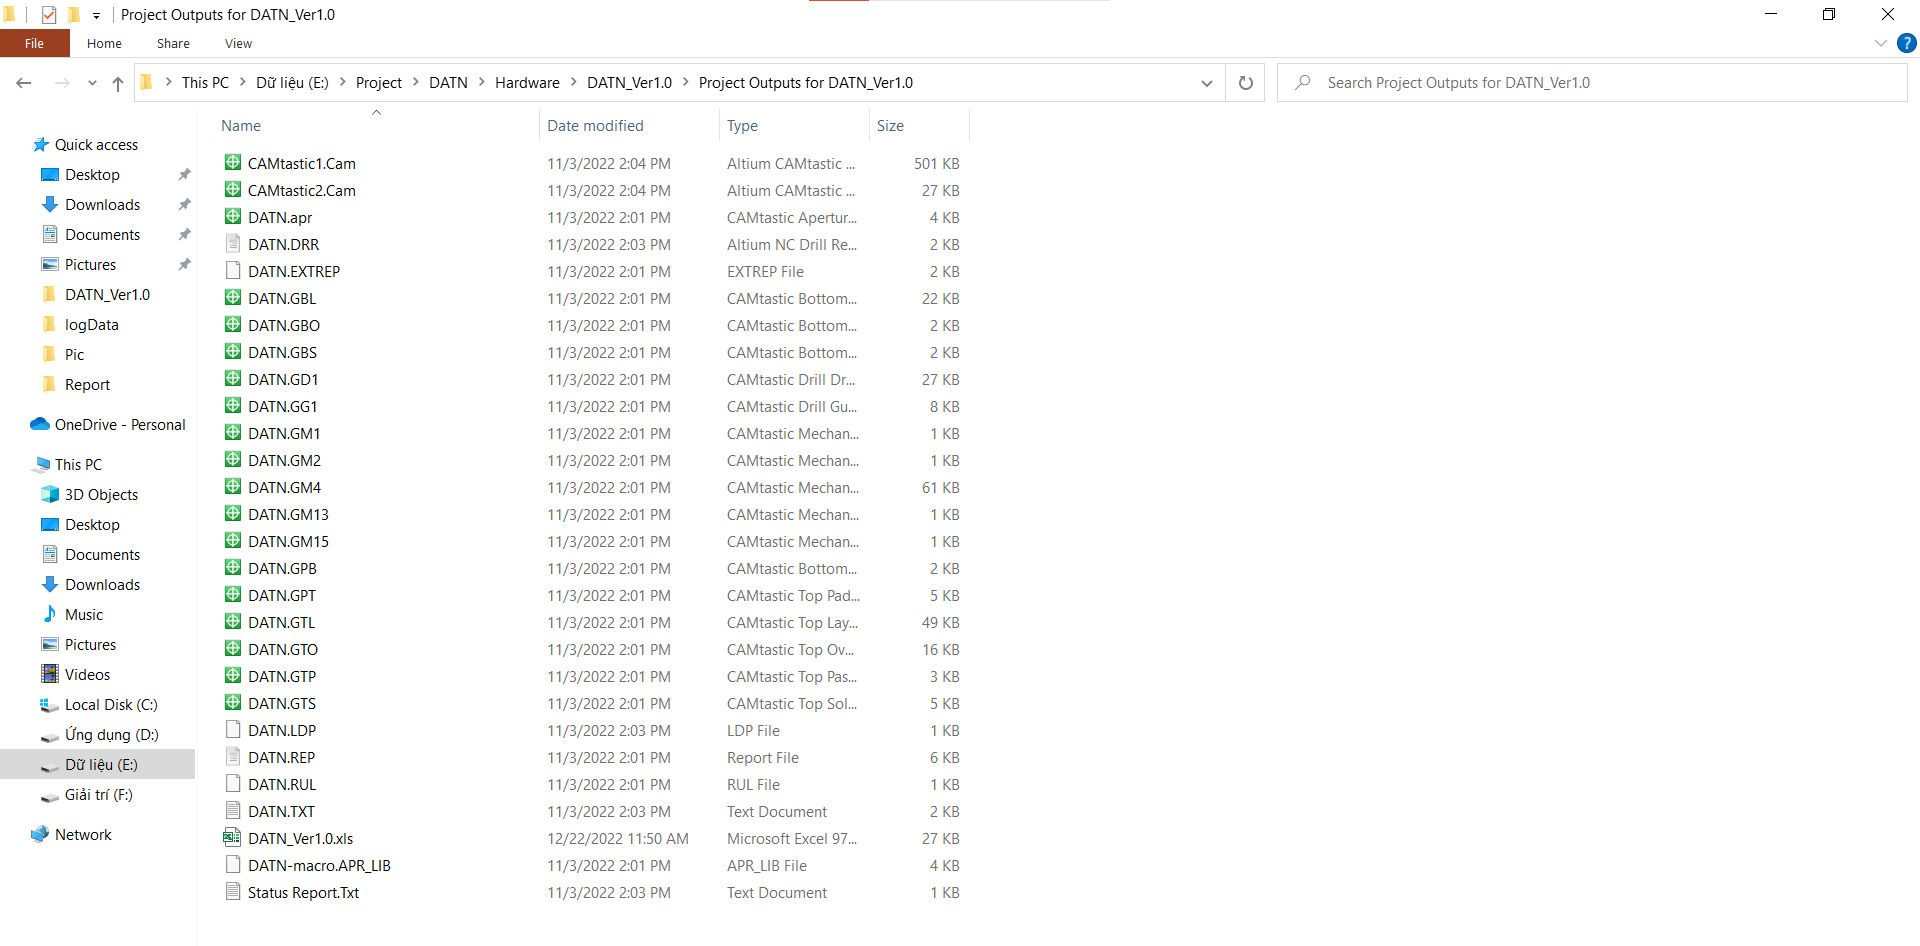 Project Outputs for DATN_Ver1.0
File Home Share View
This PC Dữ liệu (E:) Project DATN Hardware DATN_Ver1.0 Project Outputs for DATN_Ver1.0
Search Project Outputs for DATN_Ver1.0
Quick access
Desktop
Downloads
Documents
Pictures
DATN_Ver1.0
logData
Pic
Report
OneDrive - Personal
This PC
3D Objects
Desktop
Documents
Downloads
Music
Pictures
Videos
Local Disk (C:)
Ứng dụng (D:)
Dữ liệu (E:)
Giải trí (F:)
Network
Name Date modified Type Size
CAMtastic1.Cam 11/3/2022 2:04 PM Altium CAMtastic ... 501 KB
CAMtastic2.Cam 11/3/2022 2:04 PM Altium CAMtastic ... 27 KB
DATN.apr 11/3/2022 2:01 PM CAMtastic Apertur... 4 KB
DATN.DRR 11/3/2022 2:03 PM Altium NC Drill Re... 2 KB
DATN.EXTREP 11/3/2022 2:01 PM EXTREP File 2 KB
DATN.GBL 11/3/2022 2:01 PM CAMtastic Bottom... 22 KB
DATN.GBO 11/3/2022 2:01 PM CAMtastic Bottom... 2 KB
DATN.GBS 11/3/2022 2:01 PM CAMtastic Bottom... 2 KB
DATN.GD1 11/3/2022 2:01 PM CAMtastic Drill Dr... 27 KB
DATN.GG1 11/3/2022 2:01 PM CAMtastic Drill Gu... 8 KB
DATN.GM1 11/3/2022 2:01 PM CAMtastic Mechan... 1 KB
DATN.GM2 11/3/2022 2:01 PM CAMtastic Mechan... 1 KB
DATN.GM4 11/3/2022 2:01 PM CAMtastic Mechan... 61 KB
DATN.GM13 11/3/2022 2:01 PM CAMtastic Mechan... 1 KB
DATN.GM15 11/3/2022 2:01 PM CAMtastic Mechan... 1 KB
DATN.GPB 11/3/2022 2:01 PM CAMtastic Bottom... 2 KB
DATN.GPT 11/3/2022 2:01 PM CAMtastic Top Pad... 5 KB
DATN.GTL 11/3/2022 2:01 PM CAMtastic Top Lay... 49 KB
DATN.GTO 11/3/2022 2:01 PM CAMtastic Top Ov... 16 KB
DATN.GTP 11/3/2022 2:01 PM CAMtastic Top Pas... 3 KB
DATN.GTS 11/3/2022 2:01 PM CAMtastic Top Sol... 5 KB
DATN.LDP 11/3/2022 2:03 PM LDP File 1 KB
DATN.REP 11/3/2022 2:01 PM Report File 6 KB
DATN.RUL 11/3/2022 2:01 PM RUL File 1 KB
DATN.TXT 11/3/2022 2:03 PM Text Document 2 KB
DATN_Ver1.0.xls 12/22/2022 11:50 AM Microsoft Excel 97... 27 KB
DATN-macro.APR_LIB 11/3/2022 2:01 PM APR_LIB File 4 KB
Status Report.Txt 11/3/2022 2:03 PM Text Document 1 KB